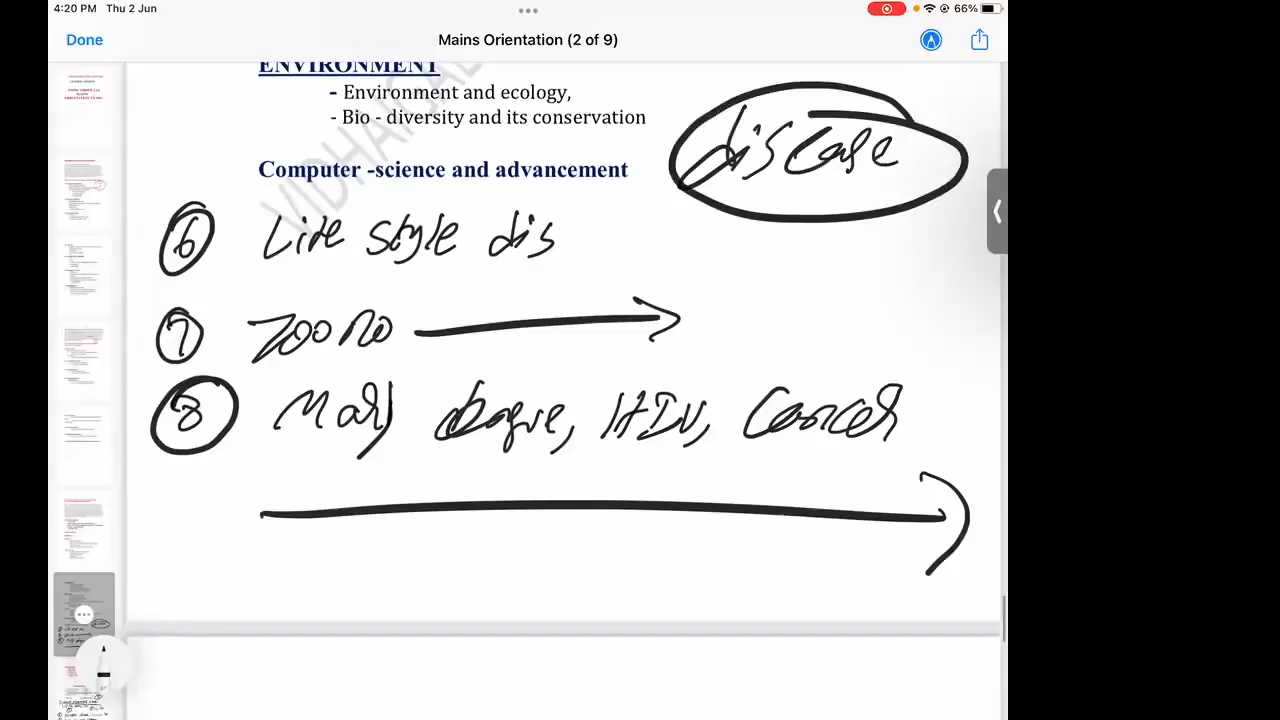 4:20 PM Thu 2 Jun
66%
Done
Mains Orientation (2 of 9)
ENVIRONMENT
- Environment and ecology,
- Bio - diversity and its conservation
disease
Computer -science and advancement
6 Life style dis
7 zoono
8 dengue, HIV, Cancer